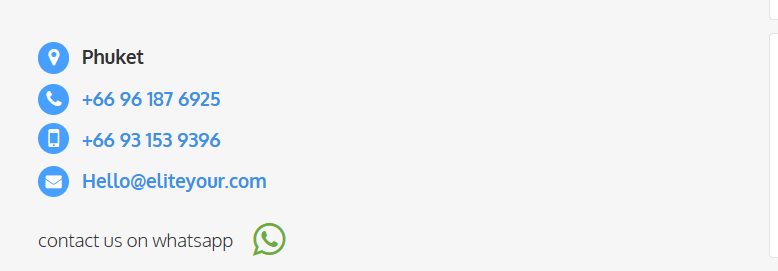 Phuket
+66 96 187 6925
+66 93 153 9396
Hello@eliteyour.com
contact us on whatsapp